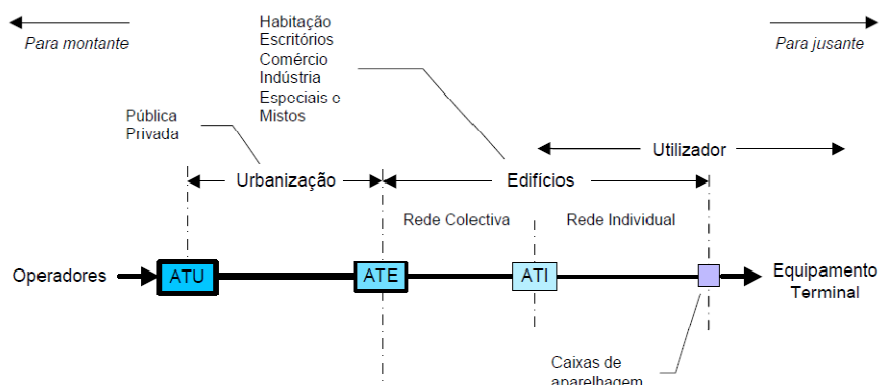 Para montante
Habitação
Escritórios
Comércio
Indústria
Especiais e
Mistos
Para jusante
Pública
Privada
Utilizador
Urbanização
Edifícios
Rede Colectiva
Rede Individual
Operadores
ATU
ATE
ATI
Equipamento
Terminal
Caixas de
aparelhagem